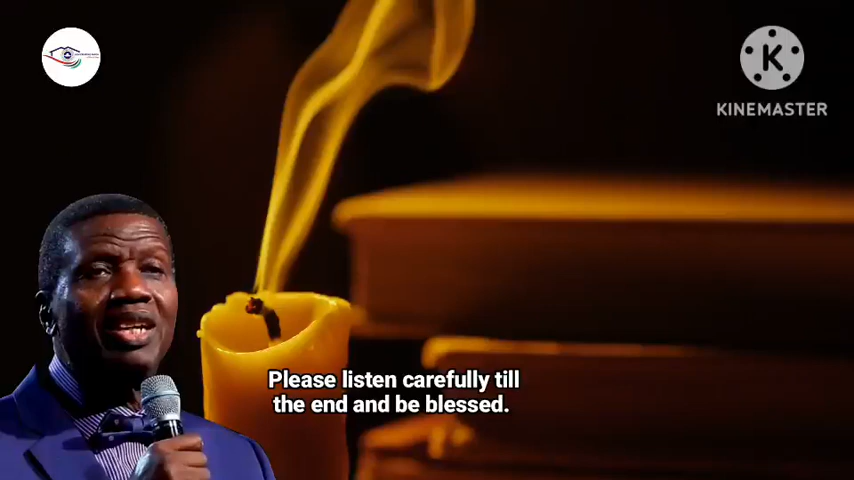 KINEMASTER
Please listen carefully till
the end and be blessed.